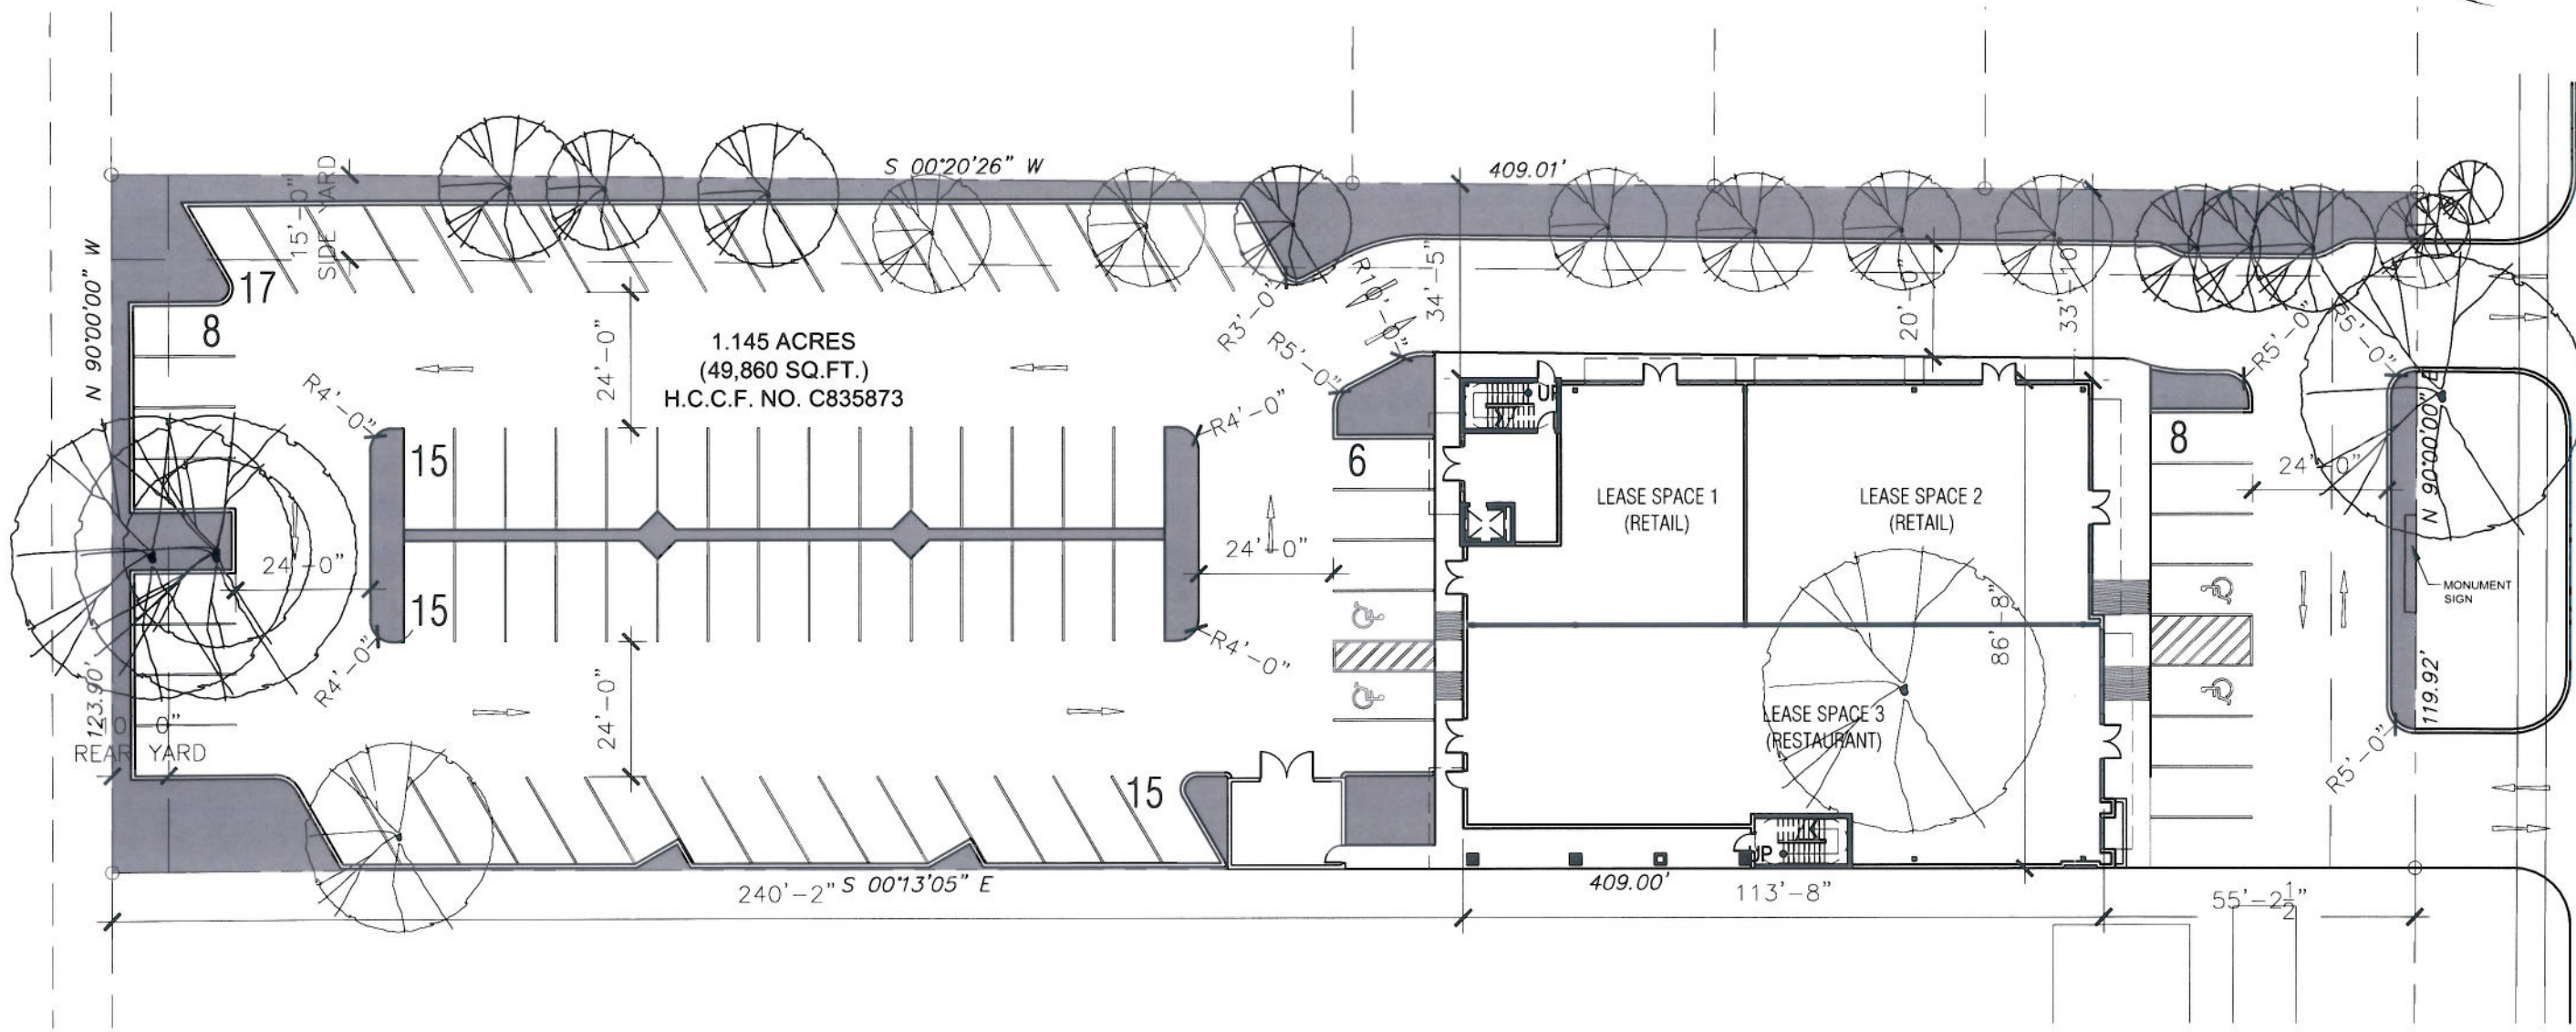 S 00°20'26" W
409.01'
15'-0"
SIDE YARD
N 90°00'00" W
17
8
24'-0"
1.145 ACRES
(49,860 SQ.FT.)
H.C.C.F. NO. C835873
R3'-0"
R5'-0"
34'-5"
20'-0"
33'-10"
R5'-0"
R5'-0"
R4'-0"
15
R4'-0"
6
UP
8
24'-0"
N 90°00'00" E
LEASE SPACE 1
(RETAIL)
LEASE SPACE 2
(RETAIL)
24'-0"
24'-0"
MONUMENT
SIGN
15
R4'-0"
R4'-0"
86'-8"
24'-0"
123.90'
10'-0"
REAR YARD
LEASE SPACE 3
(RESTAURANT)
119.92'
R5'-0"
15
UP
240'-2"
S 00°13'05" E
409.00'
113'-8"
55'-2 1/2"